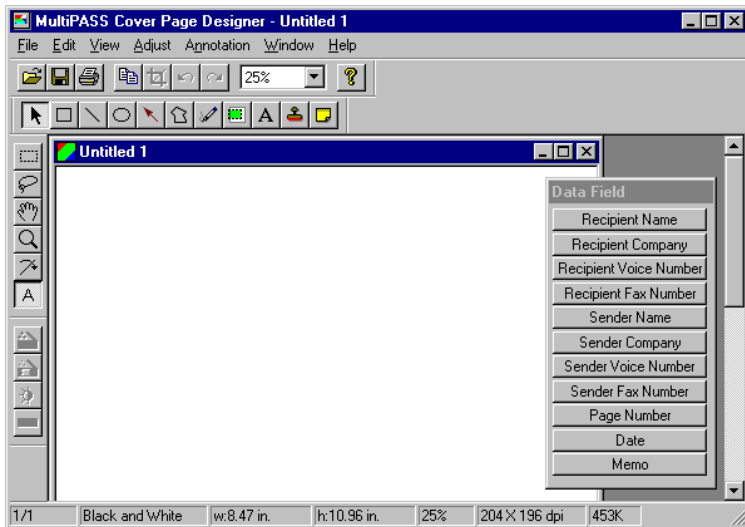 MultiPASS Cover Page Designer - Untitled 1
File Edit View Adjust Annotation Window Help
25%
A
Untitled 1
A
Data Field
Recipient Name
Recipient Company
Recipient Voice Number
Recipient Fax Number
Sender Name
Sender Company
Sender Voice Number
Sender Fax Number
Page Number
Date
Memo
1/1 Black and White w:8.47 in. h:10.96 in. 25% 204 X 196 dpi 453K